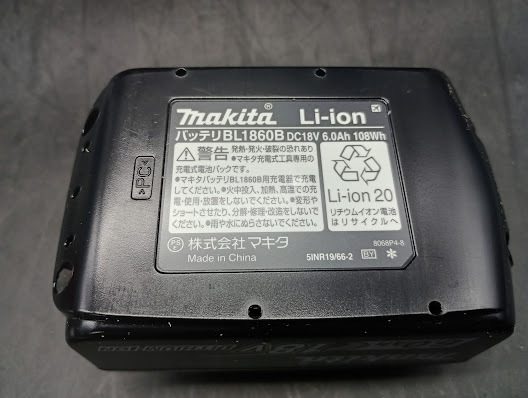 makita® Li-ion
バッテリBL1860B DC18V 6.0Ah 108Wh
警告 発熱・発火・破裂の恐れあり
●マキタ充電式工具専用の
充電式電池パックです。
●マキタバッテリBL1860B用充電器で充電
してください。●火中投入、加熱、高温での充
電・使用・放置をしないでください。●変形や
ショートさせたり、分解・修理・改造をしないで
ください。●雨や水にぬらさないでください。
Li-ion 20
リチウムイオン電池
はリサイクルへ
PC
PS
E
株式会社マキタ
Made in China
8068P4-8
5INR19/66-2
BY
18V